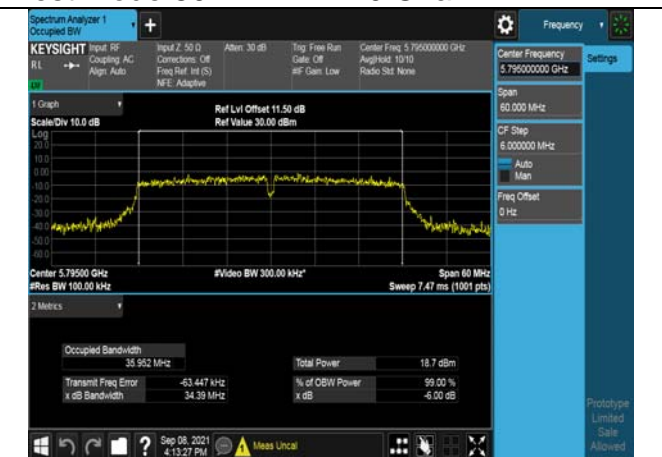 Spectrum Analyzer 1
Occupied BW
+
Frequency
KEYSIGHT
RL
Input: RF
Coupling: AC
Align: Auto
Input Z: 50 Ω
Corrections: Off
Freq Ref: Int (S)
NFE: Adaptive
Atten: 30 dB
Trig: Free Run
Gate: Off
#IF Gain: Low
Center Freq: 5.795000000 GHz
Avg|Hold: 10/10
Radio Std: None
Center Frequency
5.795000000 GHz
Settings
Span
60.000 MHz
CF Step
6.000000 MHz
Auto
Man
Freq Offset
0 Hz
1 Graph
Scale/Div 10.0 dB
Ref Lvl Offset 11.50 dB
Ref Value 30.00 dBm
Log
20.0
10.0
0.00
-10.0
-20.0
-30.0
-40.0
-50.0
-60.0
Center 5.79500 GHz
#Res BW 100.00 kHz
#Video BW 300.00 kHz*
Span 60 MHz
Sweep 7.47 ms (1001 pts)
2 Metrics
Occupied Bandwidth
35.952 MHz
Total Power 18.7 dBm
Transmit Freq Error -63.447 kHz
% of OBW Power 99.00 %
x dB Bandwidth 34.39 MHz
x dB -6.00 dB
Prototype
Limited
Sale
Allowed
?
Sep 08, 2021
4:13:27 PM
Meas Uncal